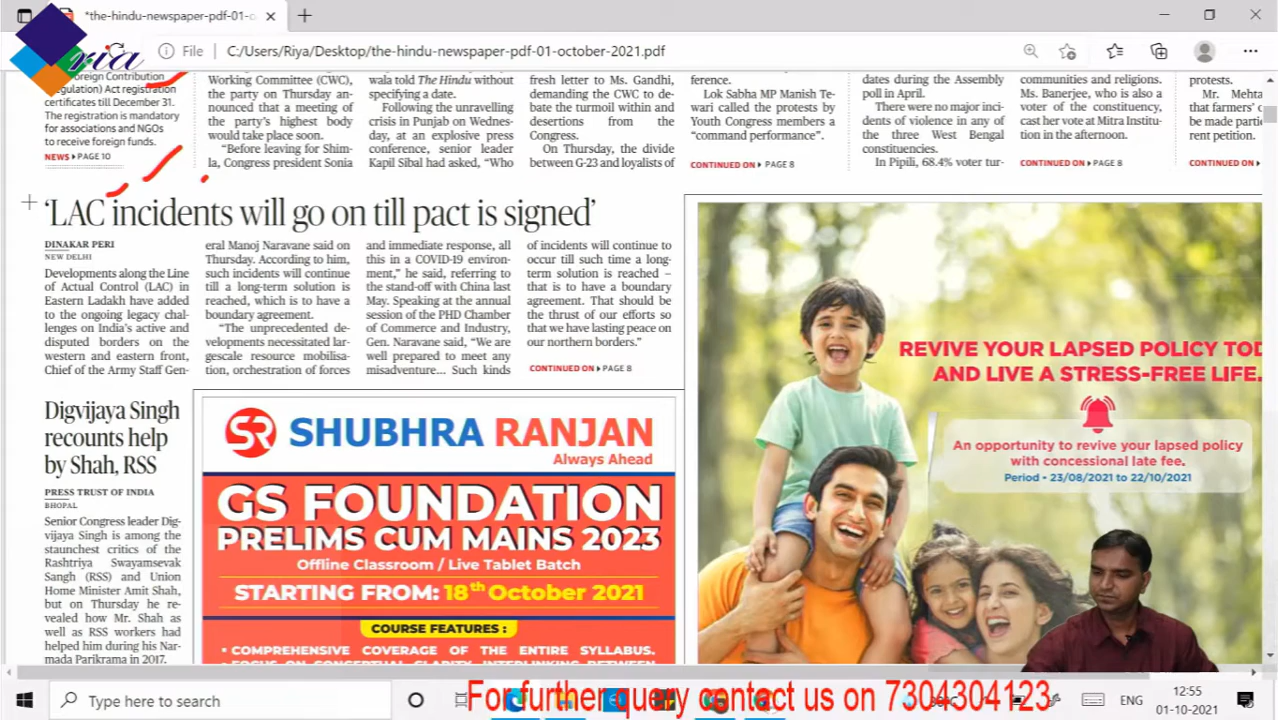 *the-hindu-newspaper-pdf-01-o
ria
File
C:/Users/Riya/Desktop/the-hindu-newspaper-pdf-01-october-2021.pdf
Foreign Contribution
(Regulation) Act registration
certificates till December 31.
The registration is mandatory
for associations and NGOs
to receive foreign funds.
NEWS PAGE 10
Working Committee (CWC),
the party on Thursday an-
nounced that a meeting of
the party's highest body
would take place soon.
“Before leaving for Shim-
la, Congress president Sonia
wala told The Hindu without
specifying a date.
Following the unravelling
crisis in Punjab on Wednes-
day, at an explosive press
conference, senior leader
Kapil Sibal had asked, “Who
fresh letter to Ms. Gandhi,
demanding the CWC to de-
bate the turmoil within and
desertions from the
Congress.
On Thursday, the divide
between G-23 and loyalists of
ference.
Lok Sabha MP Manish Te-
wari called the protests by
Youth Congress members a
“command performance”.
CONTINUED ON PAGE 8
dates during the Assembly
poll in April.
There were no major inci-
dents of violence in any of
the three West Bengal
constituencies.
In Pipili, 68.4% voter tur-
communities and religions.
Ms. Banerjee, who is also a
voter of the constituency,
cast her vote at Mitra Institu-
tion in the afternoon.
CONTINUED ON PAGE 8
protests.
Mr. Mehta
that farmers' o
be made partie
rent petition.
CONTINUED ON
‘LAC incidents will go on till pact is signed’
DINAKAR PERI
NEW DELHI
Developments along the Line
of Actual Control (LAC) in
Eastern Ladakh have added
to the ongoing legacy chal-
lenges on India's active and
disputed borders on the
western and eastern front,
Chief of the Army Staff Gen-
eral Manoj Naravane said on
Thursday. According to him,
such incidents will continue
till a long-term solution is
reached, which is to have a
boundary agreement.
“The unprecedented de-
velopments necessitated lar-
gescale resource mobilisa-
tion, orchestration of forces
and immediate response, all
this in a COVID-19 environ-
ment,” he said, referring to
the stand-off with China last
May. Speaking at the annual
session of the PHD Chamber
of Commerce and Industry,
Gen. Naravane said, “We are
well prepared to meet any
misadventure... Such kinds
of incidents will continue to
occur till such time a long-
term solution is reached –
that is to have a boundary
agreement. That should be
the thrust of our efforts so
that we have lasting peace on
our northern borders.”
CONTINUED ON PAGE 8
Digvijaya Singh
recounts help
by Shah, RSS
PRESS TRUST OF INDIA
BHOPAL
Senior Congress leader Dig-
vijaya Singh is among the
staunchest critics of the
Rashtriya Swayamsevak
Sangh (RSS) and Union
Home Minister Amit Shah,
but on Thursday he re-
vealed how Mr. Shah as
well as RSS workers had
helped him during his Nar-
mada Parikrama in 2017.
SR SHUBHRA RANJAN
Always Ahead
GS FOUNDATION
PRELIMS CUM MAINS 2023
Offline Classroom / Live Tablet Batch
STARTING FROM: 18th October 2021
COURSE FEATURES :
• COMPREHENSIVE COVERAGE OF THE ENTIRE SYLLABUS.
• FOCUS ON CONCEPTUAL CLARITY, INTERLINKING BETWEEN
REVIVE YOUR LAPSED POLICY TOD
AND LIVE A STRESS-FREE LIFE.
An opportunity to revive your lapsed policy
with concessional late fee.
Period - 23/08/2021 to 22/10/2021
Type here to search
For further query contact us on 7304304123
ENG
12:55
01-10-2021